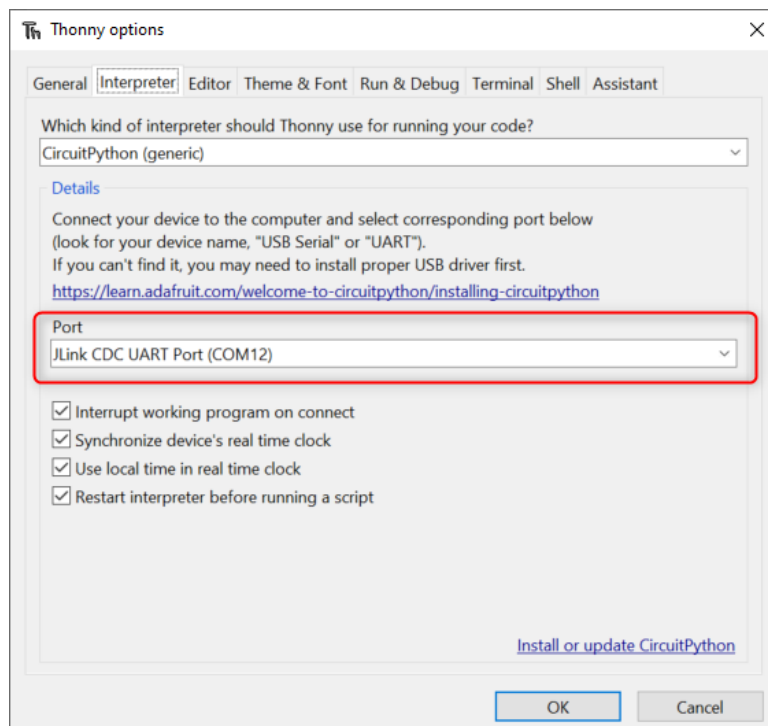 Thonny options
General Interpreter Editor Theme & Font Run & Debug Terminal Shell Assistant
Which kind of interpreter should Thonny use for running your code?
CircuitPython (generic)
Details
Connect your device to the computer and select corresponding port below
(look for your device name, "USB Serial" or "UART").
If you can't find it, you may need to install proper USB driver first.
https://learn.adafruit.com/welcome-to-circuitpython/installing-circuitpython
Port
JLink CDC UART Port (COM12)
Interrupt working program on connect
Synchronize device's real time clock
Use local time in real time clock
Restart interpreter before running a script
Install or update CircuitPython
OK Cancel